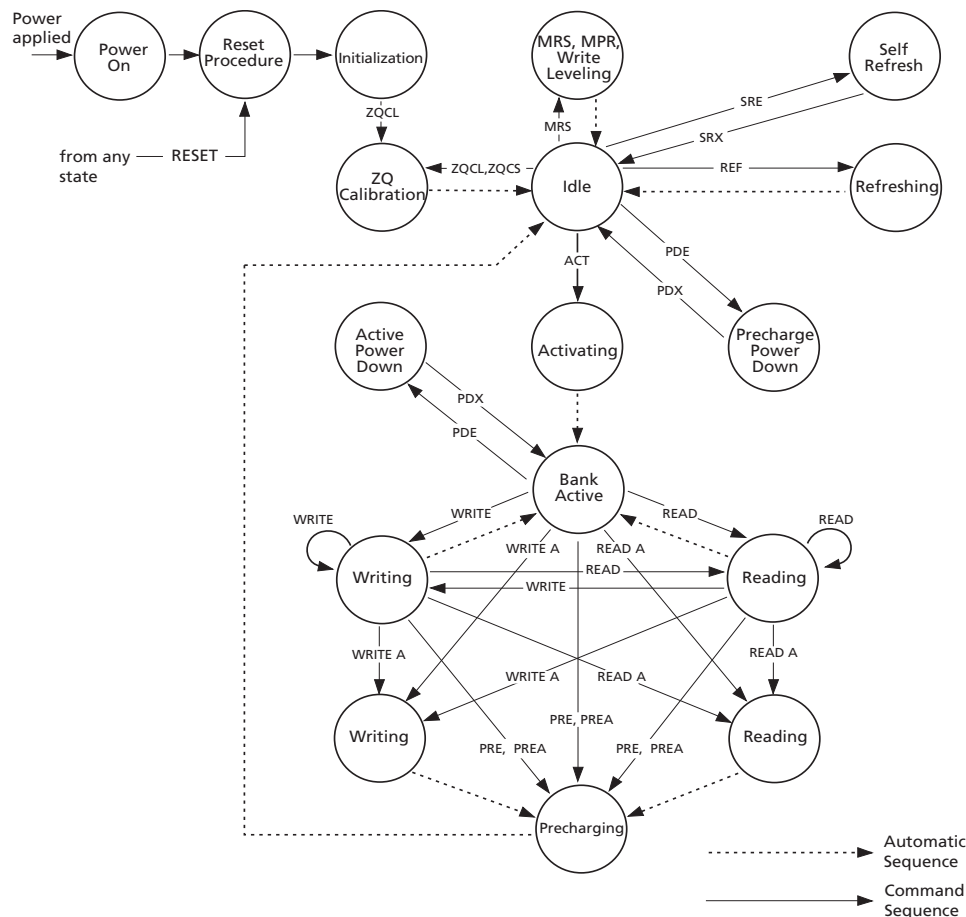 Power
applied
Power
On
Reset
Procedure
Initialization
MRS, MPR,
Write
Leveling
Self
Refresh
ZQCL
MRS
SRE
SRX
from any
state
RESET
ZQ
Calibration
ZQCL,ZQCS
Idle
REF
Refreshing
ACT
PDE
PDX
Active
Power
Down
Activating
Precharge
Power
Down
PDX
PDE
Bank
Active
WRITE
WRITE
READ
READ
WRITE A
READ A
Writing
READ
WRITE
Reading
WRITE A
READ A
WRITE A
READ A
Writing
PRE, PREA
PRE, PREA
PRE, PREA
Reading
Precharging
Automatic
Sequence
Command
Sequence